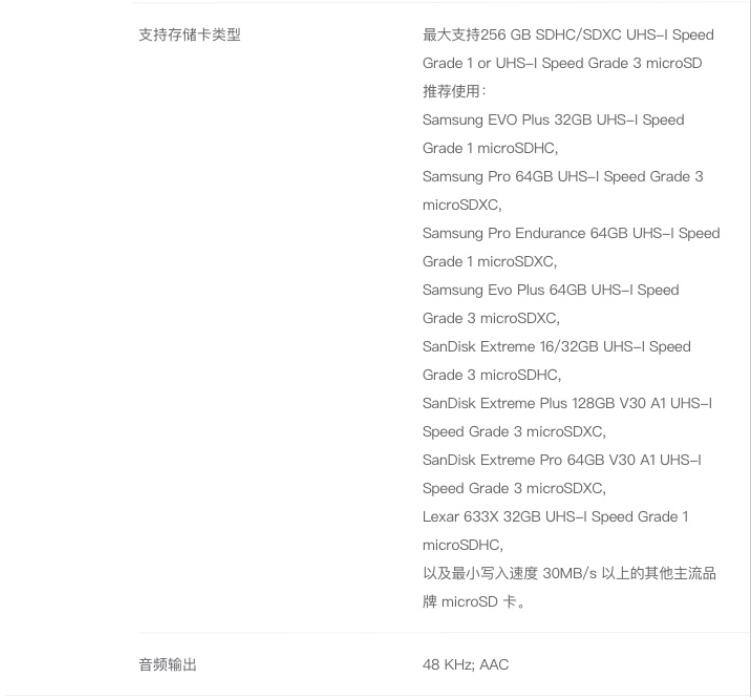 支持存储卡类型
最大支持256 GB SDHC/SDXC UHS-I Speed
Grade 1 or UHS-I Speed Grade 3 microSD
推荐使用：
Samsung EVO Plus 32GB UHS-I Speed
Grade 1 microSDHC,
Samsung Pro 64GB UHS-I Speed Grade 3
microSDXC,
Samsung Pro Endurance 64GB UHS-I Speed
Grade 1 microSDXC,
Samsung Evo Plus 64GB UHS-I Speed
Grade 3 microSDXC,
SanDisk Extreme 16/32GB UHS-I Speed
Grade 3 microSDHC,
SanDisk Extreme Plus 128GB V30 A1 UHS-I
Speed Grade 3 microSDXC,
SanDisk Extreme Pro 64GB V30 A1 UHS-I
Speed Grade 3 microSDXC,
Lexar 633X 32GB UHS-I Speed Grade 1
microSDHC,
以及最小写入速度 30MB/s 以上的其他主流品
牌 microSD 卡。
音频输出
48 KHz; AAC